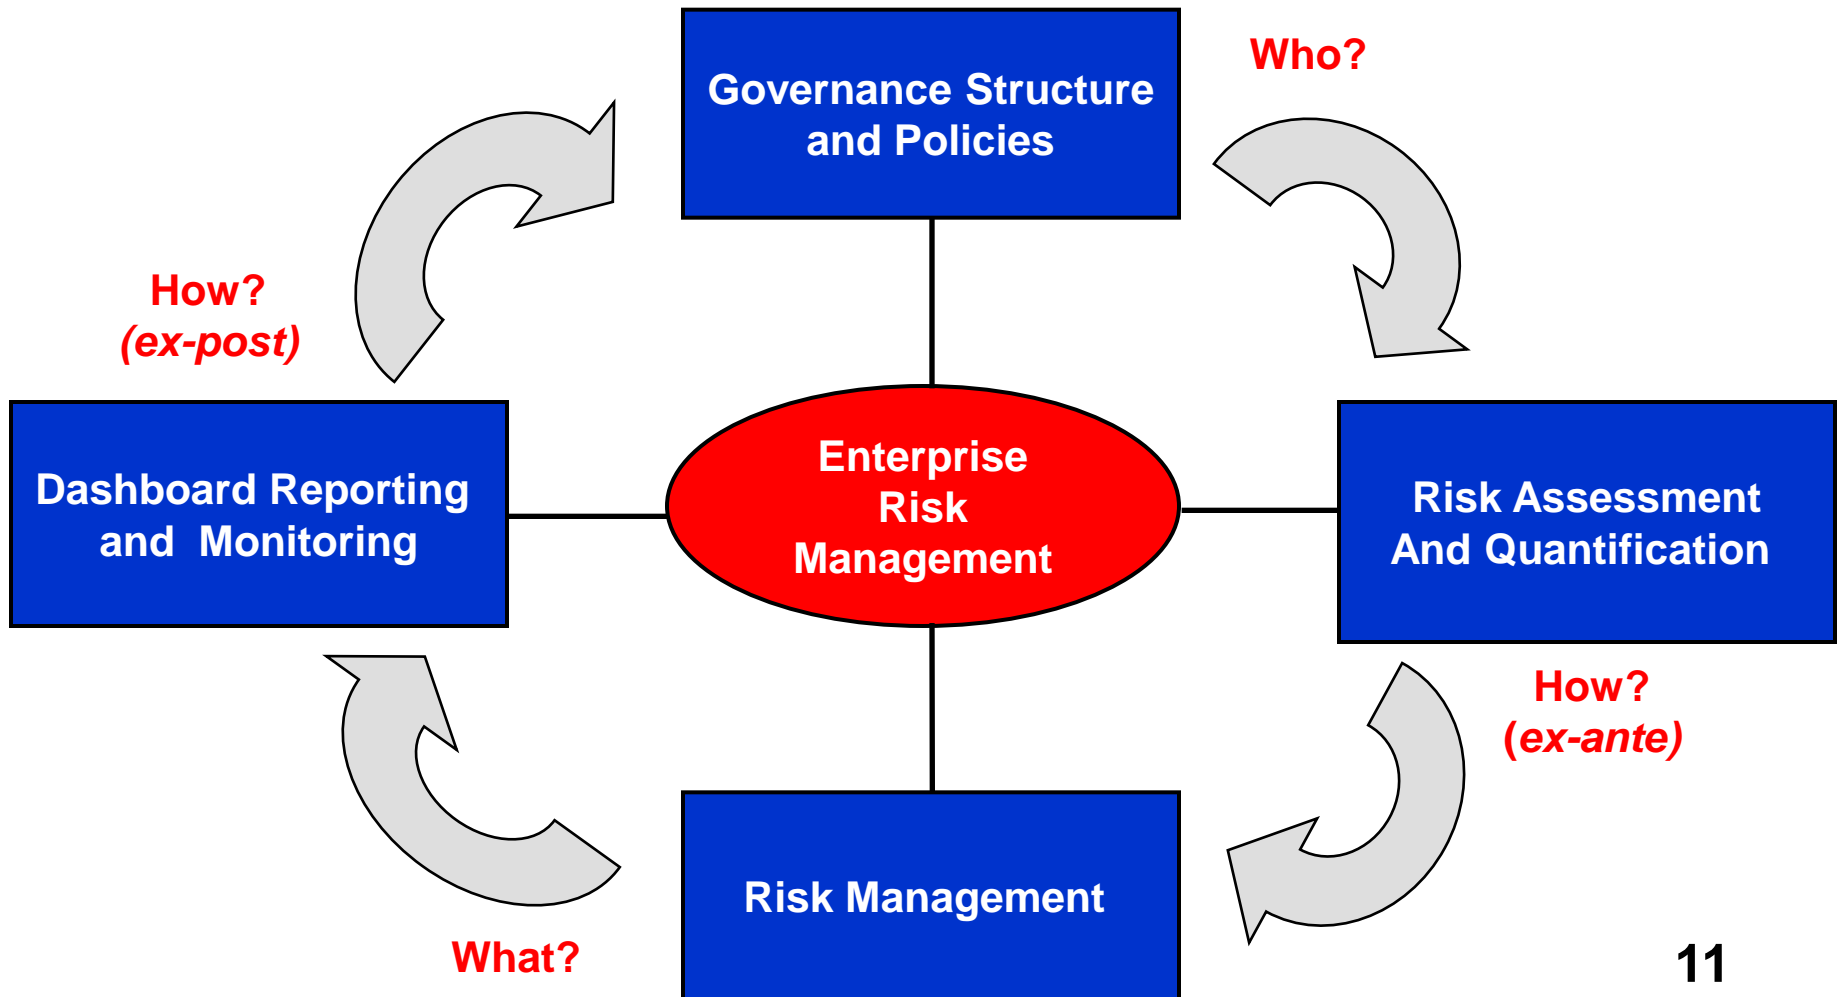 Governance Structure
and Policies
Who?
How?
(ex-post)
Dashboard Reporting
and  Monitoring
Enterprise
Risk
Management
Risk Assessment
And Quantification
How?
(ex-ante)
Risk Management
What?
11